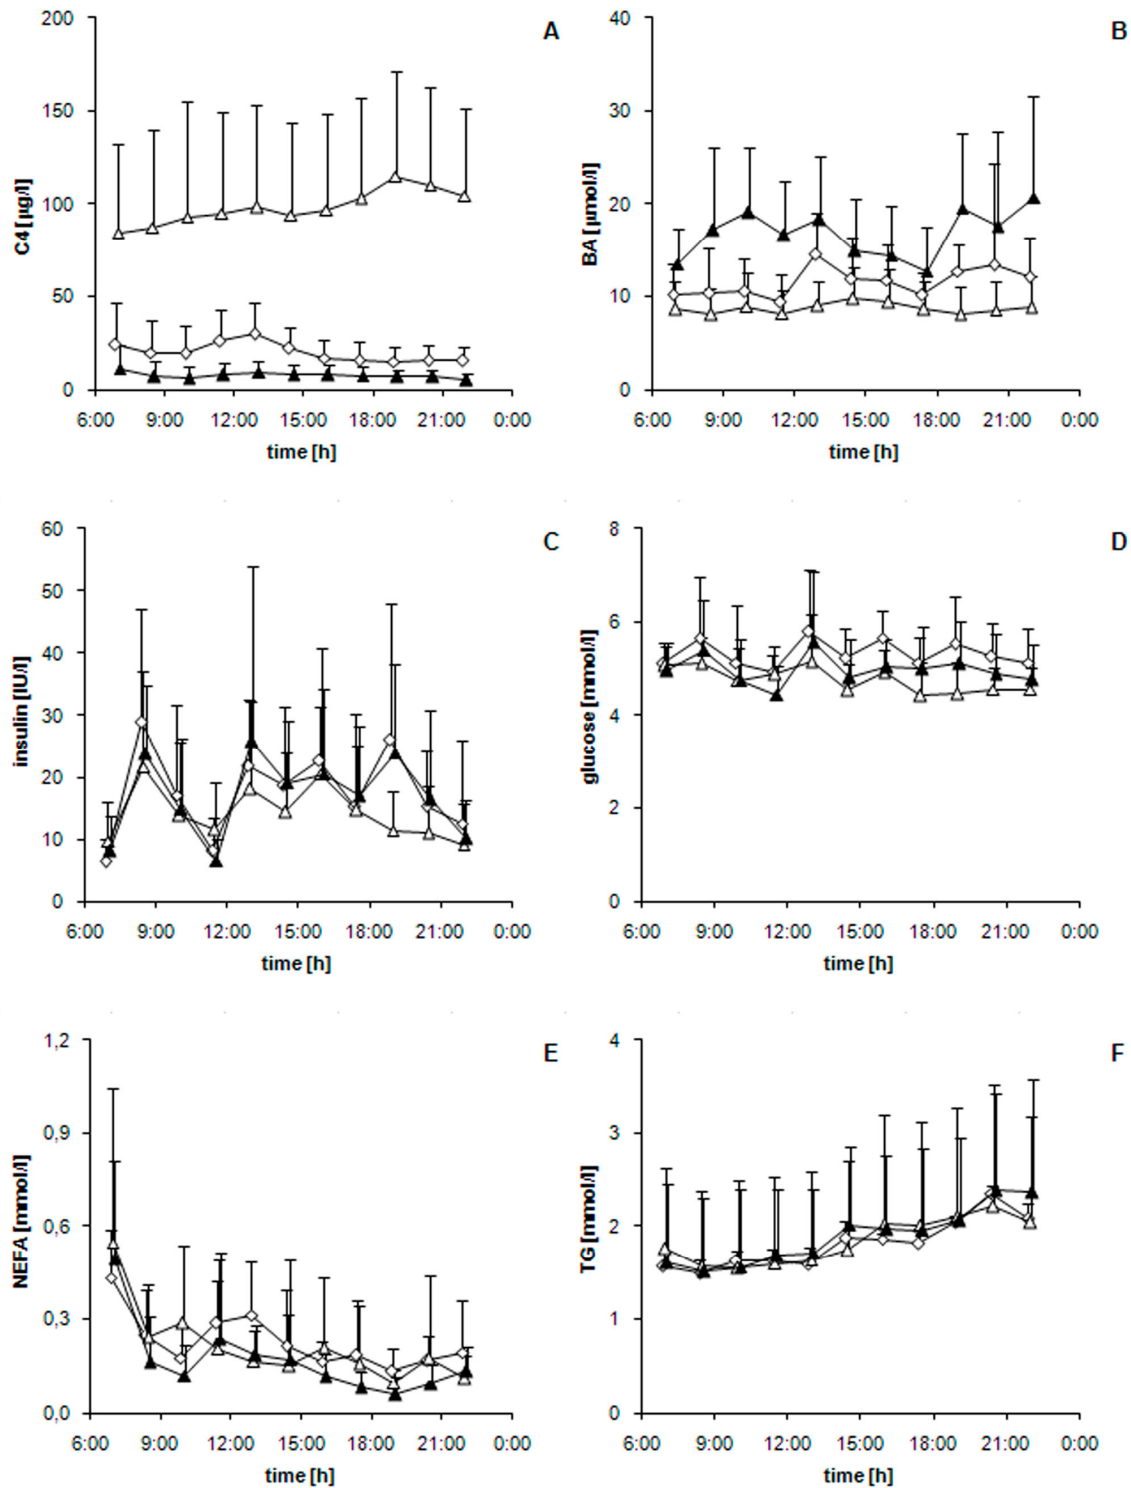 A
C4 [µg/l]
200
150
100
50
0
6:00 9:00 12:00 15:00 18:00 21:00 0:00
time [h]
B
BA [µmol/l]
40
30
20
10
0
6:00 9:00 12:00 15:00 18:00 21:00 0:00
time [h]
C
insulin [IU/l]
60
50
40
30
20
10
0
6:00 9:00 12:00 15:00 18:00 21:00 0:00
time [h]
D
glucose [mmol/l]
8
6
4
2
0
6:00 9:00 12:00 15:00 18:00 21:00 0:00
time [h]
E
NEFA [mmol/l]
1,2
0,9
0,6
0,3
0,0
6:00 9:00 12:00 15:00 18:00 21:00 0:00
time [h]
F
TG [mmol/l]
4
3
2
1
0
6:00 9:00 12:00 15:00 18:00 21:00 0:00
time [h]